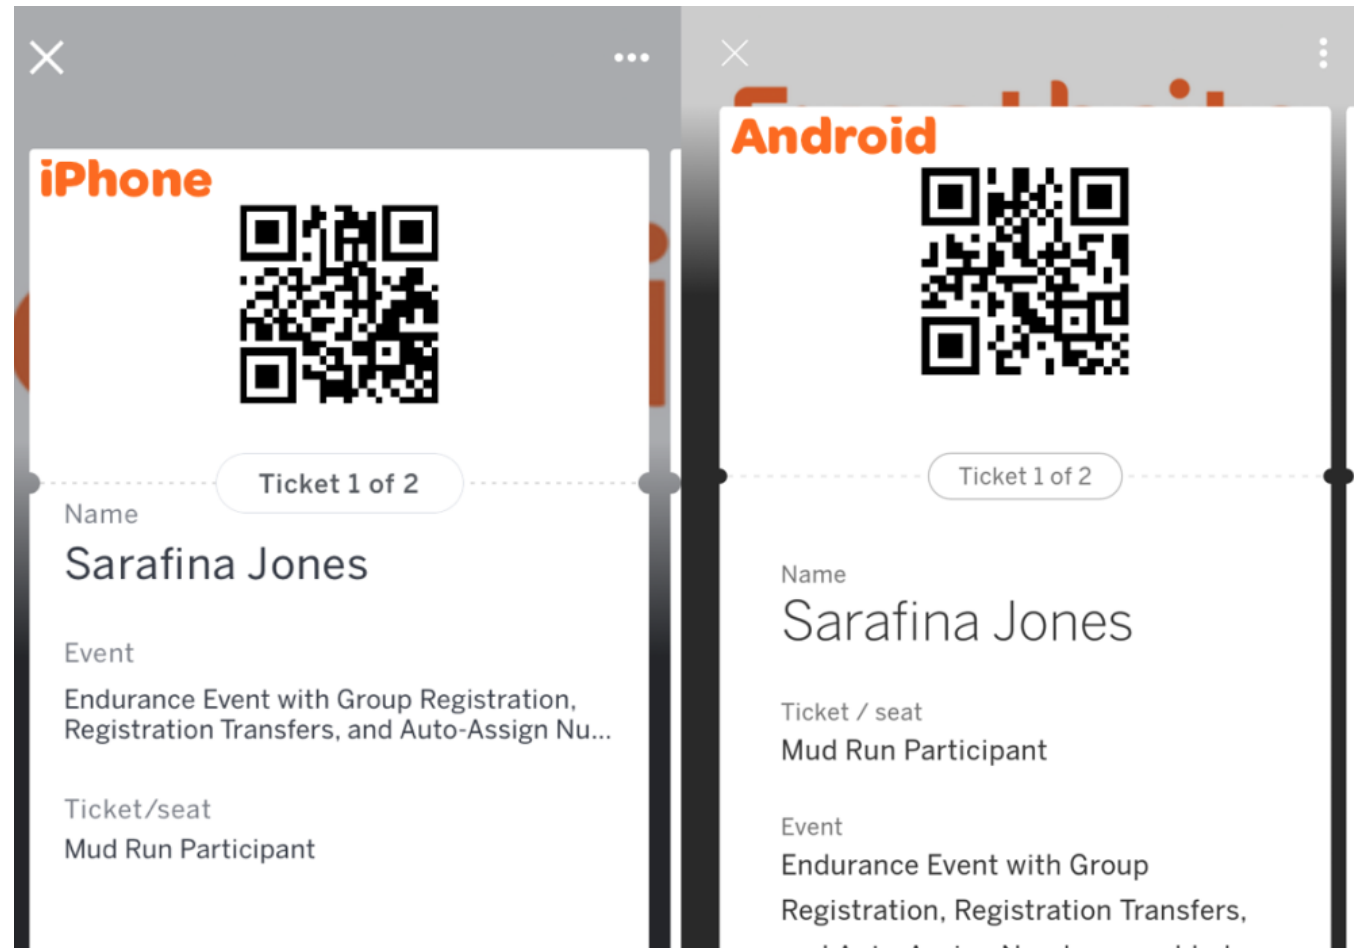 iPhone
Ticket 1 of 2
Name
Sarafina Jones
Event
Endurance Event with Group Registration,
Registration Transfers, and Auto-Assign Nu...
Ticket/seat
Mud Run Participant
Android
Ticket 1 of 2
Name
Sarafina Jones
Ticket / seat
Mud Run Participant
Event
Endurance Event with Group
Registration, Registration Transfers,